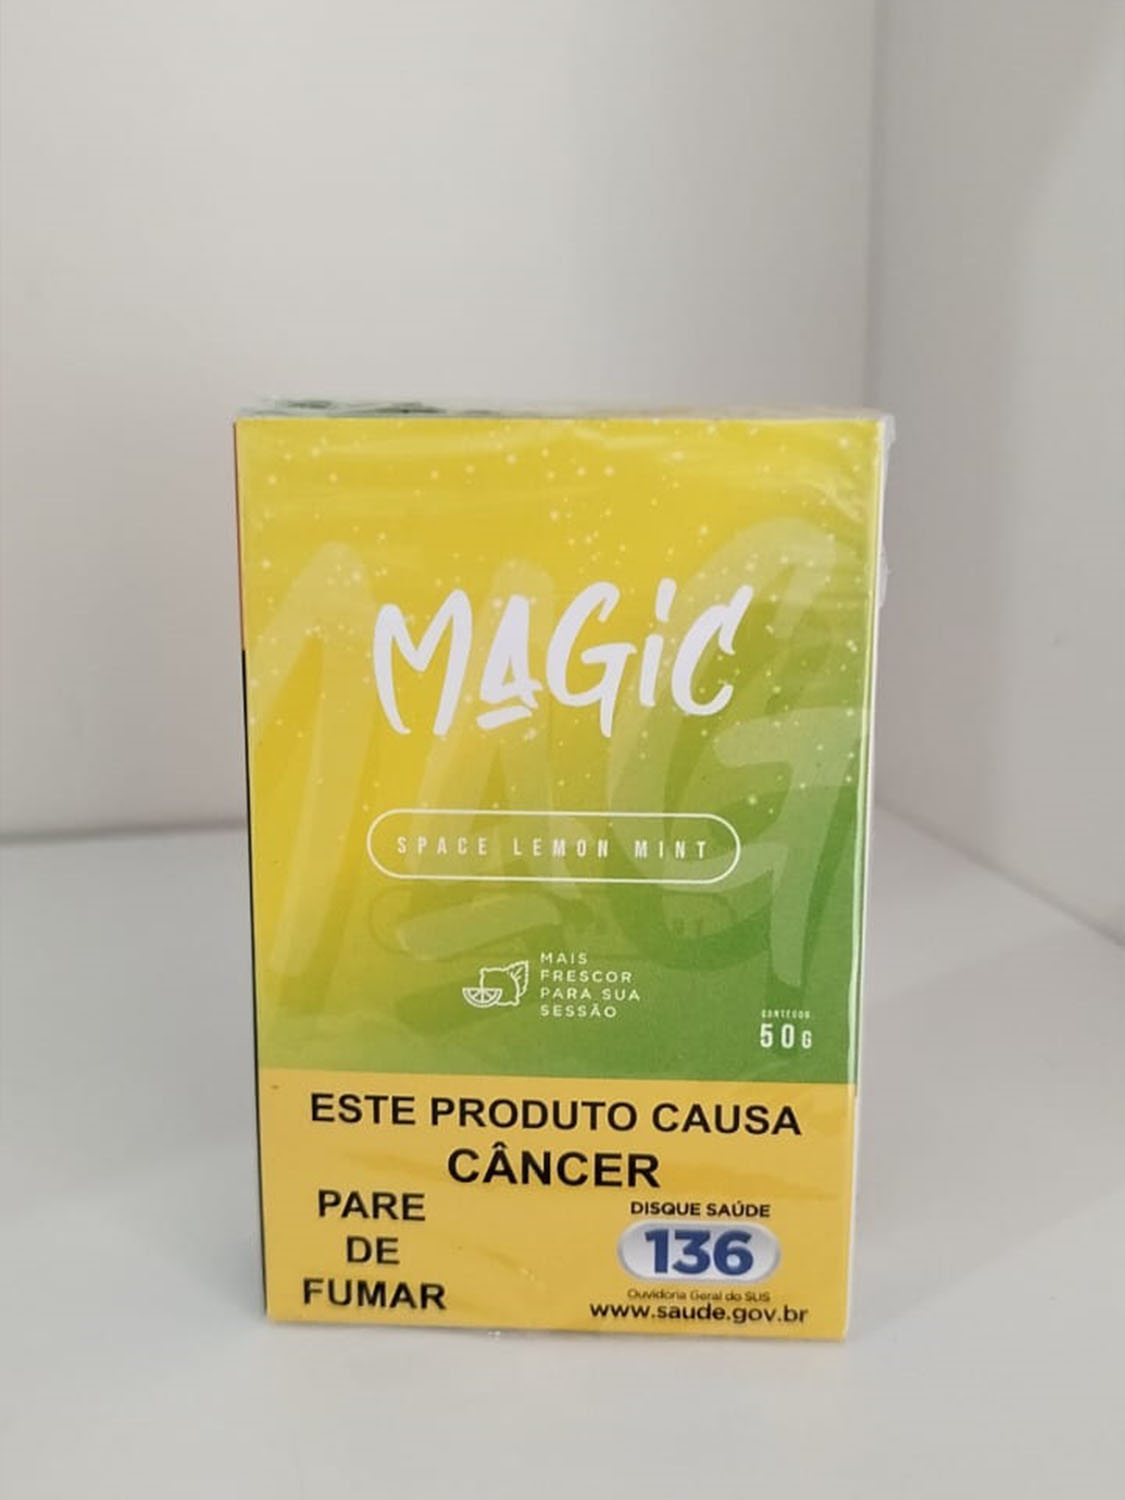 MAGIC
SPACE LEMON MINT
MAIS
FRESCOR
PARA SUA
SESSÃO
CONTEÚDO
50G
ESTE PRODUTO CAUSA
CÂNCER
PARE
DE
FUMAR
DISQUE SAÚDE
136
Ouvidoria Geral do SUS
www.saude.gov.br